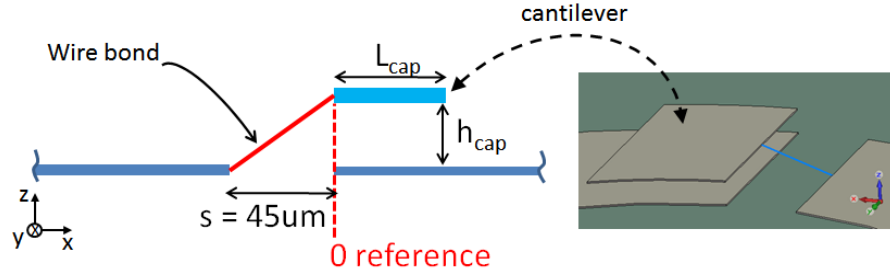 cantilever
Wire bond
Lcap
hcap
z
s = 45um
y x
0 reference